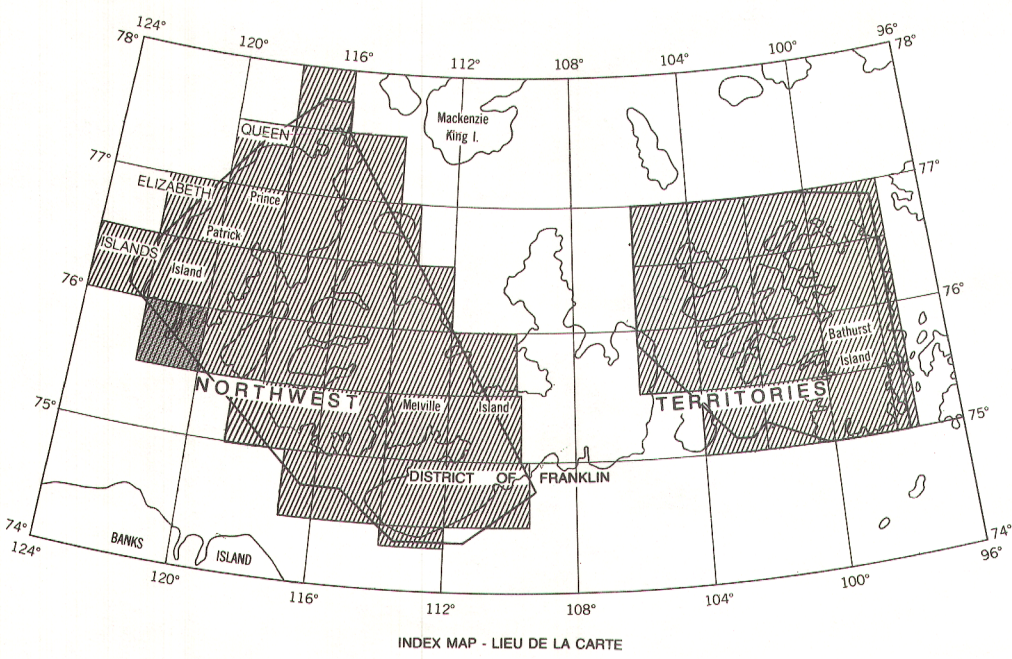 124°
78°
120°
116°
112°
108°
104°
100°
96°
78°
Mackenzie
King I.
QUEEN
77°
77°
ELIZABETH
Prince
Patrick
ISLANDS
Island
76°
76°
Bathurst
Island
NORTHWEST
TERRITORIES
Melville Island
75°
75°
DISTRICT OF FRANKLIN
74°
124°
BANKS
ISLAND
120°
116°
112°
108°
104°
100°
74°
96°
INDEX MAP - LIEU DE LA CARTE